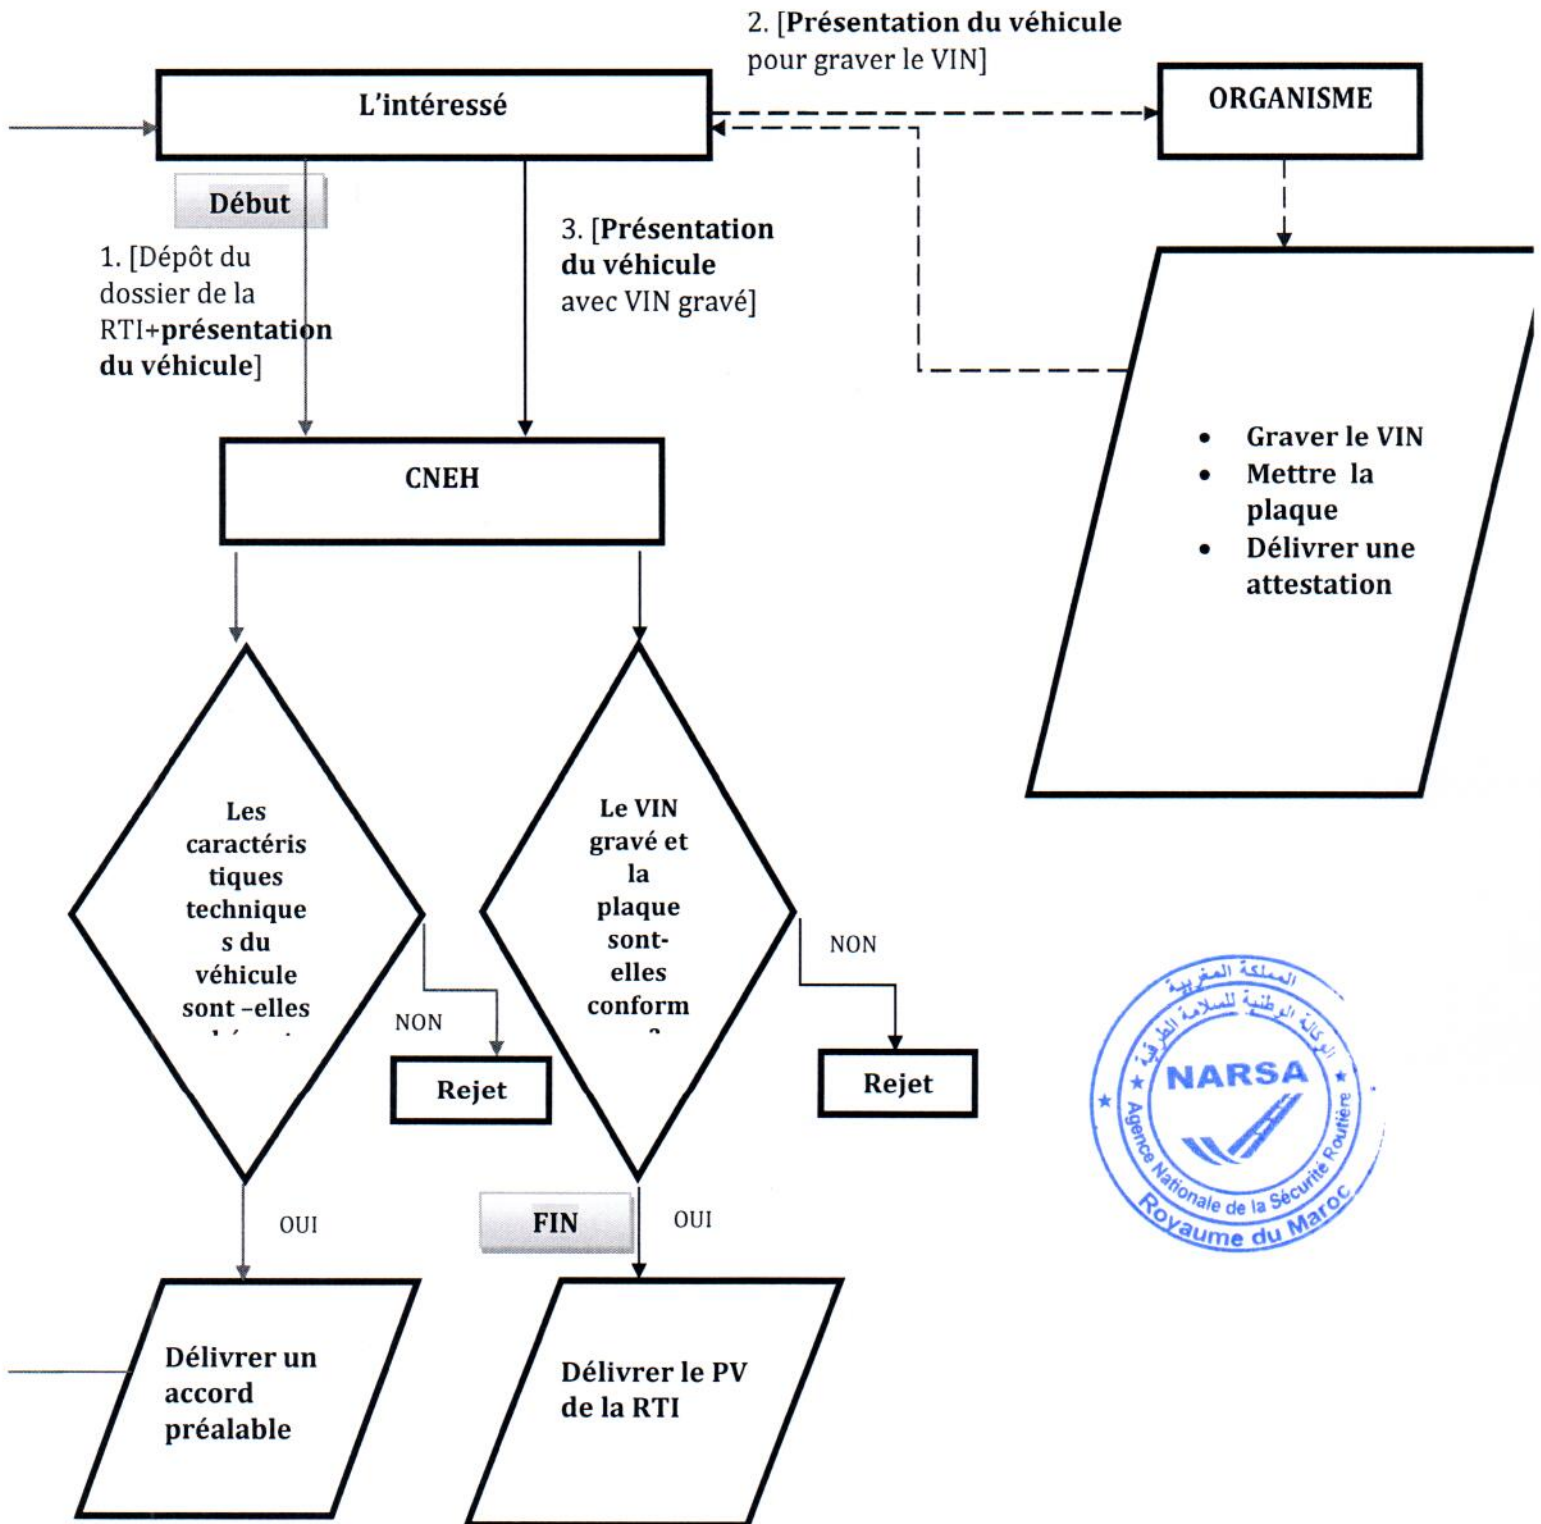 2. [Présentation du véhicule
pour graver le VIN]
L'intéressé
ORGANISME
Début
1. [Dépôt du
dossier de la
RTI+présentation
du véhicule]
3. [Présentation
du véhicule
avec VIN gravé]
CNEH
• Graver le VIN
• Mettre la
plaque
• Délivrer une
attestation
Les
caractéris
tiques
technique
s du
véhicule
sont –elles
Le VIN
gravé et
la
plaque
sont-
elles
conform
NON
NON
Rejet
Rejet
OUI
FIN
OUI
Délivrer un
accord
préalable
Délivrer le PV
de la RTI
المملكة المغربية
الوكالة الوطنية للسلامة الطرقية
NARSA
Agence Nationale de la Sécurité Routière
Royaume du Maroc